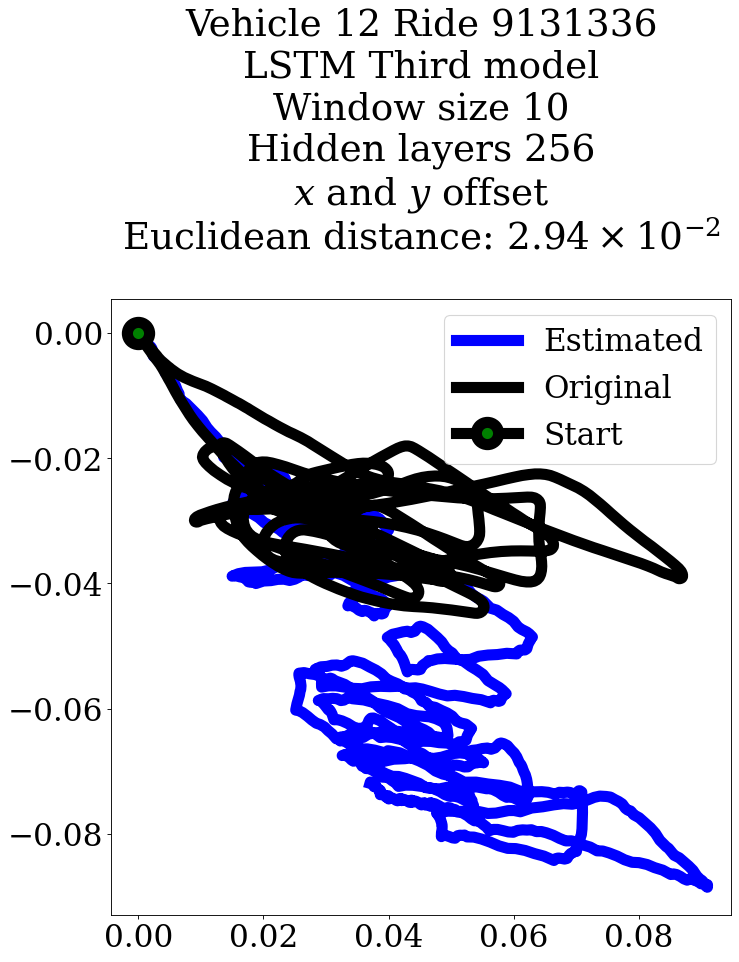 Vehicle 12 Ride 9131336
LSTM Third model
Window size 10
Hidden layers 256
x and y offset
Euclidean distance: 2.94 × 10⁻²
Estimated
Original
Start
0.00
−0.02
−0.04
−0.06
−0.08
0.00 0.02 0.04 0.06 0.08